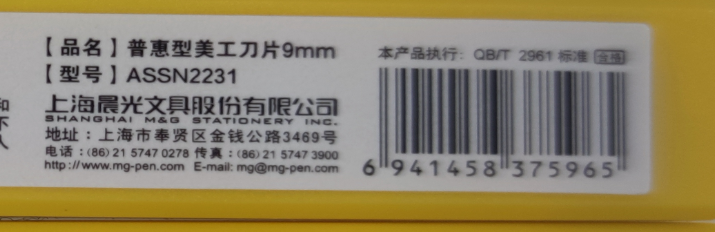 【品名】普惠型美工刀片9mm
【型号】ASSN2231
上海晨光文具股份有限公司
SHANGHAI M&G STATIONERY INC.
地址：上海市奉贤区金钱公路3469号
电话：(86) 21 5747 0278 传真：(86) 21 5747 3900
http://www.mg-pen.com E-mail: mg@mg-pen.com
本产品执行：QB/T 2961 标准 合格
6 941458 375965
和
人